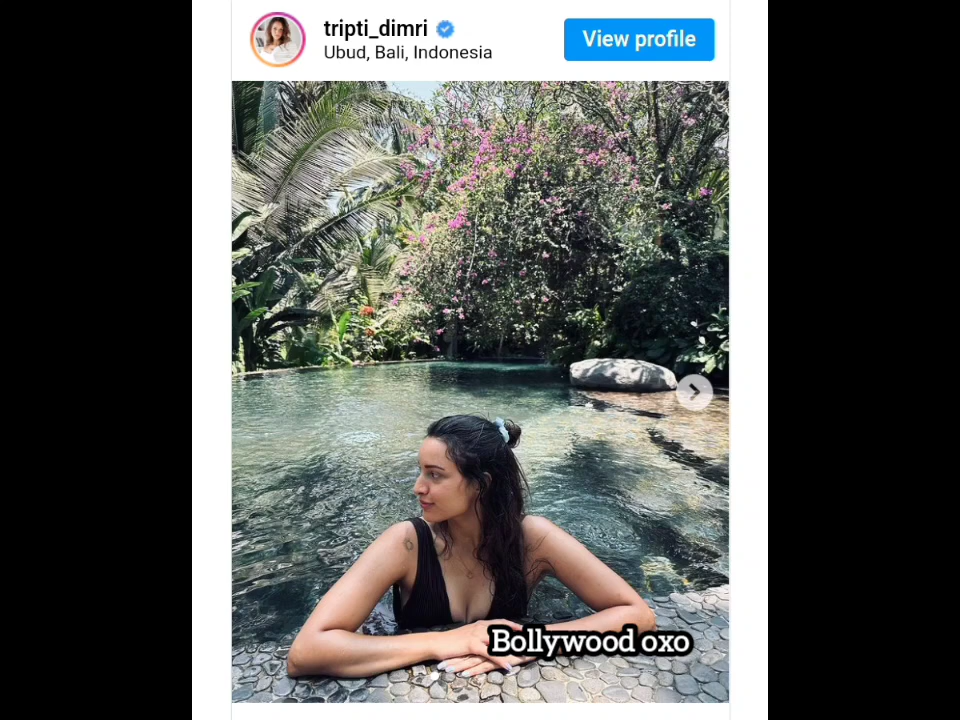 tripti_dimri
Ubud, Bali, Indonesia
View profile
Bollywood oxo